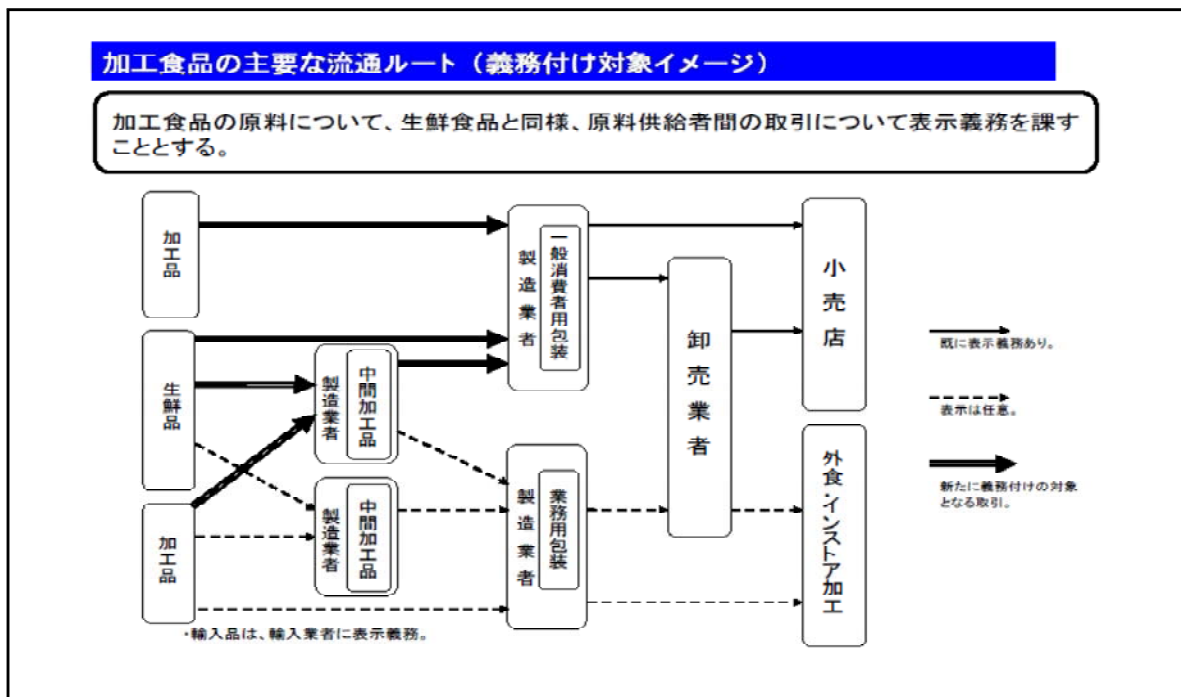 加工食品の主要な流通ルート（義務付け対象イメージ）
加工食品の原料について、生鮮食品と同様、原料供給者間の取引について表示義務を課す
こととする。
加工品
製造業者
一般消費者用包装
小売店
卸売業者
既に表示義務あり。
生鮮品
製造業者
中間加工品
表示は任意。
外食・インストア加工
新たに義務付けの対象
となる取引。
製造業者
業務用包装
製造業者
中間加工品
加工品
・輸入品は、輸入業者に表示義務。